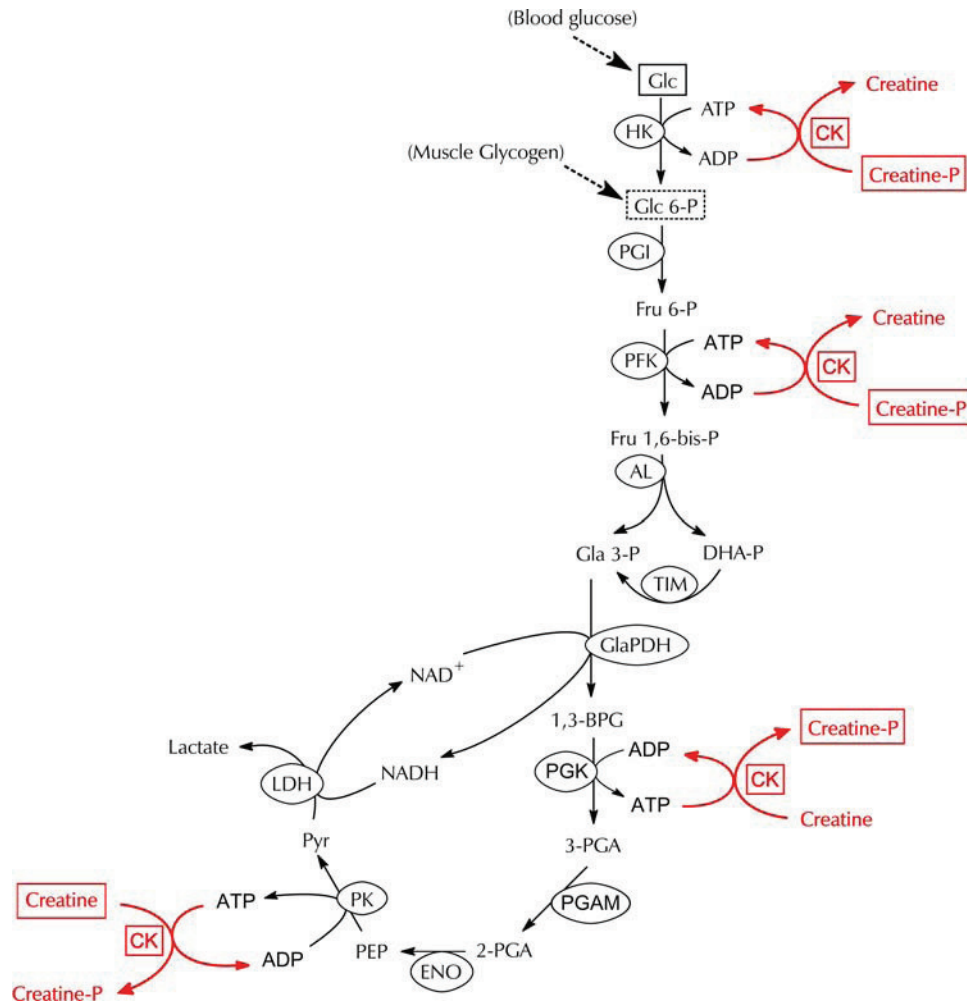 (Blood glucose)
Glc
Creatine
ATP
HK
CK
ADP
(Muscle Glycogen)
Creatine-P
Glc 6-P
PGI
Fru 6-P
Creatine
ATP
PFK
CK
ADP
Creatine-P
Fru 1,6-bis-P
AL
Gla 3-P
DHA-P
TIM
GlaPDH
NAD+
1,3-BPG
Creatine-P
Lactate
ADP
NADH
LDH
PGK
CK
ATP
Creatine
Pyr
3-PGA
Creatine
ATP
PK
PGAM
CK
ADP
PEP
2-PGA
ENO
Creatine-P